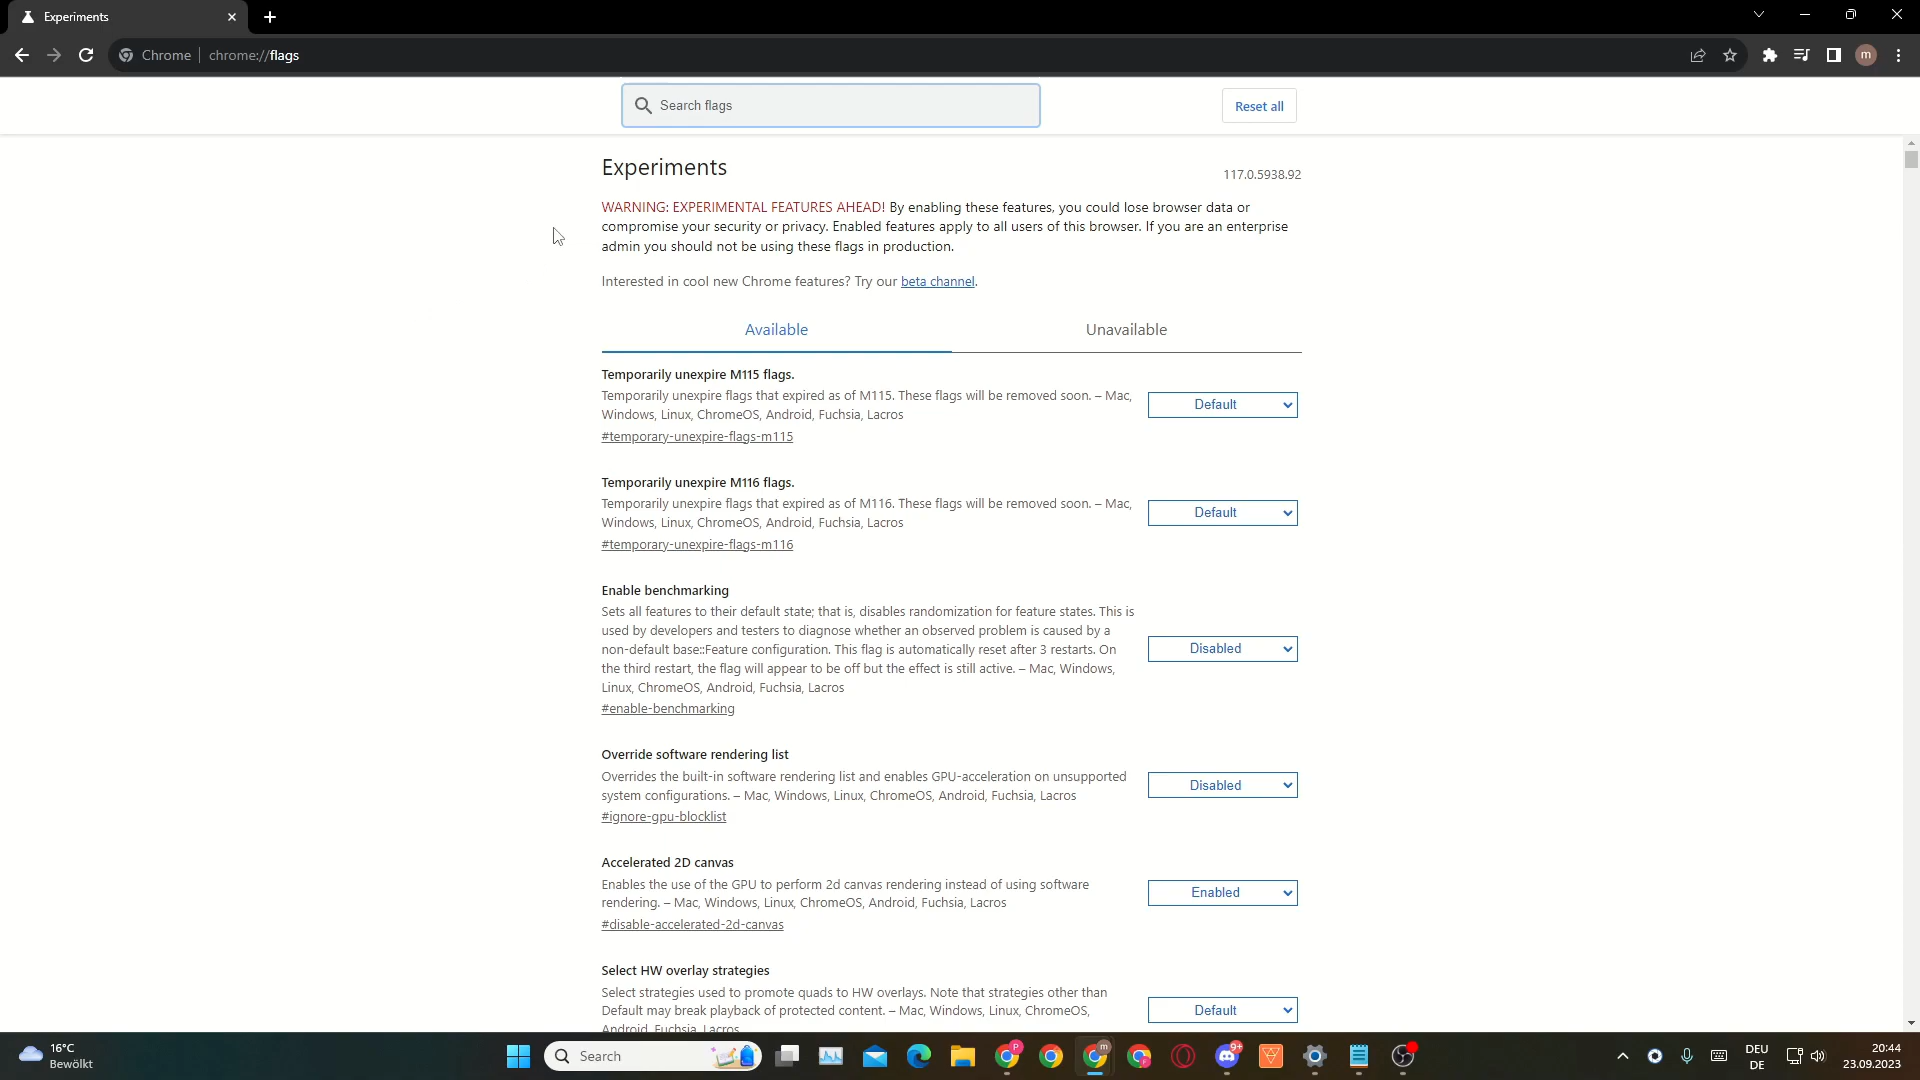 Experiments
Chrome chrome://flags
m
Search flags
Reset all
Experiments
117.0.5938.92
WARNING: EXPERIMENTAL FEATURES AHEAD! By enabling these features, you could lose browser data or
compromise your security or privacy. Enabled features apply to all users of this browser. If you are an enterprise
admin you should not be using these flags in production.
Interested in cool new Chrome features? Try our beta channel.
Available
Unavailable
Temporarily unexpire M115 flags.
Temporarily unexpire flags that expired as of M115. These flags will be removed soon. – Mac,
Windows, Linux, ChromeOS, Android, Fuchsia, Lacros
#temporary-unexpire-flags-m115
Default
Temporarily unexpire M116 flags.
Temporarily unexpire flags that expired as of M116. These flags will be removed soon. – Mac,
Windows, Linux, ChromeOS, Android, Fuchsia, Lacros
#temporary-unexpire-flags-m116
Default
Enable benchmarking
Sets all features to their default state; that is, disables randomization for feature states. This is
used by developers and testers to diagnose whether an observed problem is caused by a
non-default base::Feature configuration. This flag is automatically reset after 3 restarts. On
the third restart, the flag will appear to be off but the effect is still active. – Mac, Windows,
Linux, ChromeOS, Android, Fuchsia, Lacros
#enable-benchmarking
Disabled
Override software rendering list
Overrides the built-in software rendering list and enables GPU-acceleration on unsupported
system configurations. – Mac, Windows, Linux, ChromeOS, Android, Fuchsia, Lacros
#ignore-gpu-blocklist
Disabled
Accelerated 2D canvas
Enables the use of the GPU to perform 2d canvas rendering instead of using software
rendering. – Mac, Windows, Linux, ChromeOS, Android, Fuchsia, Lacros
#disable-accelerated-2d-canvas
Enabled
Select HW overlay strategies
Select strategies used to promote quads to HW overlays. Note that strategies other than
Default may break playback of protected content. – Mac, Windows, Linux, ChromeOS,
Android, Fuchsia, Lacros
Default
16°C
Bewölkt
Search
P
m
9+
DEU
DE
20:44
23.09.2023